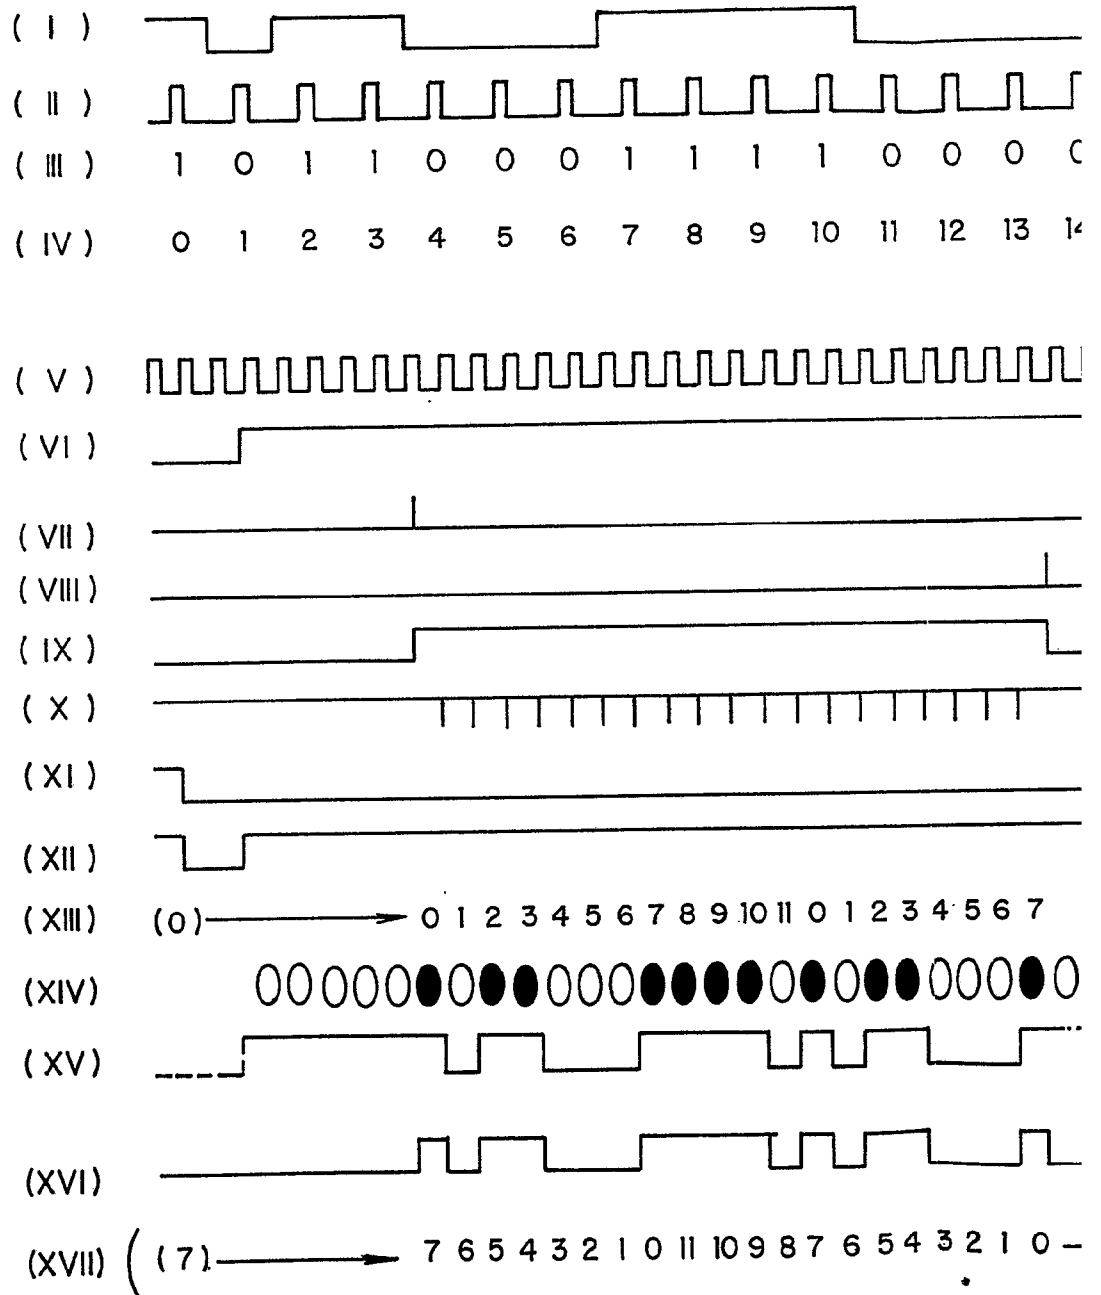 ( I )
( II )
( III ) 1 0 1 1 0 0 0 1 1 1 1 0 0 0
( IV ) 0 1 2 3 4 5 6 7 8 9 10 11 12 13
( V )
( VI )
( VII )
( VIII )
( IX )
( X )
( XI )
( XII )
( XIII ) (0) 0 1 2 3 4 5 6 7 8 9 10 11 0 1 2 3 4 5 6 7
( XIV )
( XV )
(XVI)
(XVII) ( (7) 7 6 5 4 3 2 1 0 11 10 9 8 7 6 5 4 3 2 1 0 –